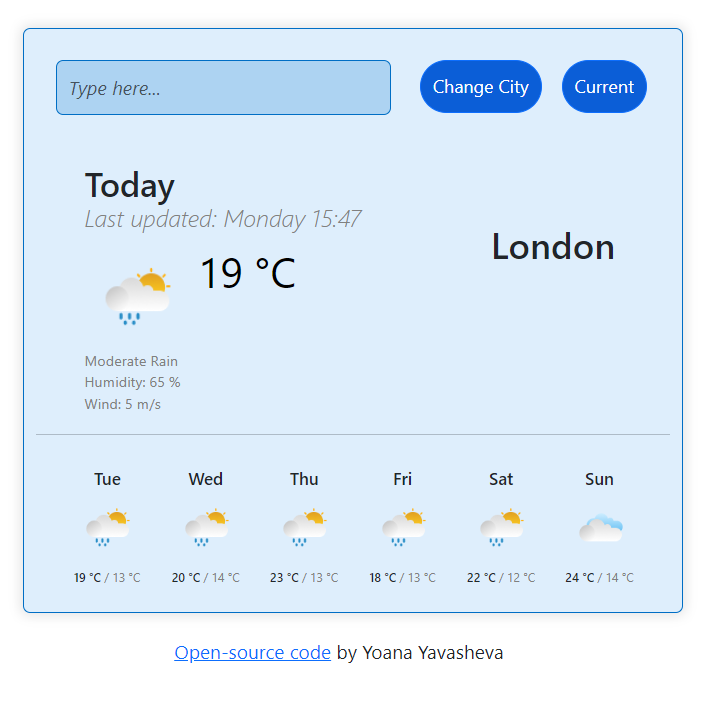 Type here...
Change City
Current
Today
Last updated: Monday 15:47
London
19 °C
Moderate Rain
Humidity: 65 %
Wind: 5 m/s
Tue Wed Thu Fri Sat Sun
19 °C / 13 °C 20 °C / 14 °C 23 °C / 13 °C 18 °C / 13 °C 22 °C / 12 °C 24 °C / 14 °C
Open-source code by Yoana Yavasheva